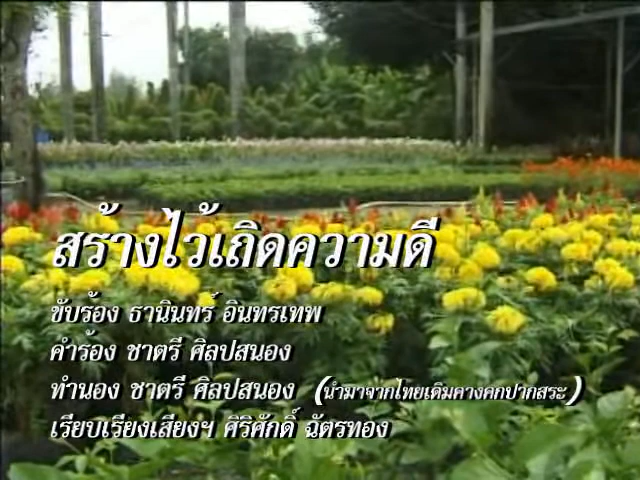 สร้างไว้เถิดความดี
ขับร้อง ธานินทร์ อินทรเทพ
คำร้อง ชาตรี ศิลปสนอง
ทำนอง ชาตรี ศิลปสนอง (นำมาจากไทยเดิมคางคกปากสระ)
เรียบเรียงเสียงฯ ศิริศักดิ์ ฉัตรทอง